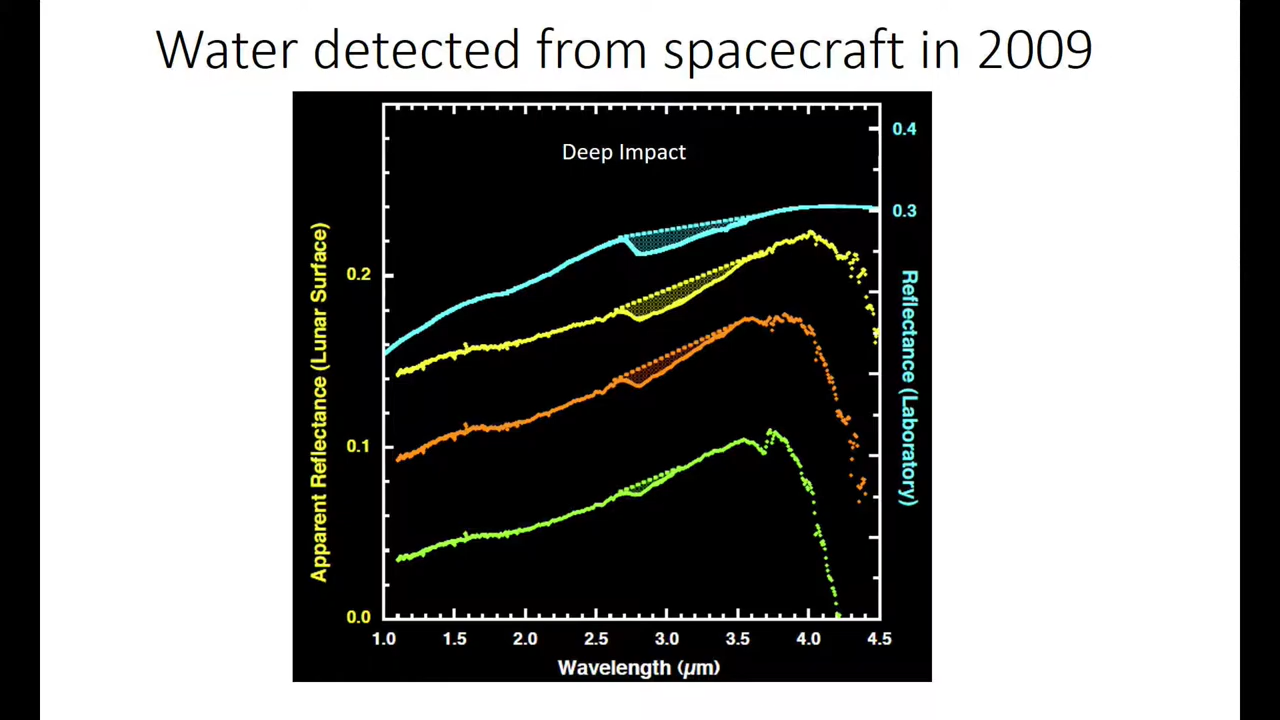 Water detected from spacecraft in 2009
Deep Impact
Apparent Reflectance (Lunar Surface)
0.2
0.1
0.0
0.4
0.3
Reflectance (Laboratory)
1.0 1.5 2.0 2.5 3.0 3.5 4.0 4.5
Wavelength (μm)